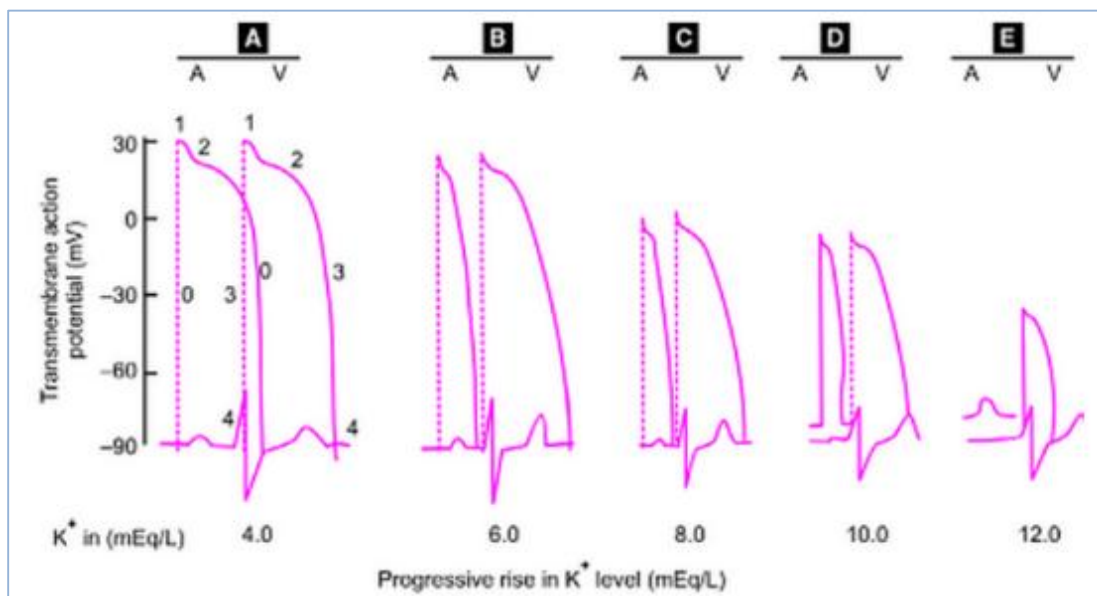 A B C D E
A V A V A V A V A V
1 1
30
2 2
0
Transmembrane action
potential (mV)
−30
0 3 0 3
−60
4 4
−90
K⁺ in (mEq/L) 4.0 6.0 8.0 10.0 12.0
Progressive rise in K⁺ level (mEq/L)